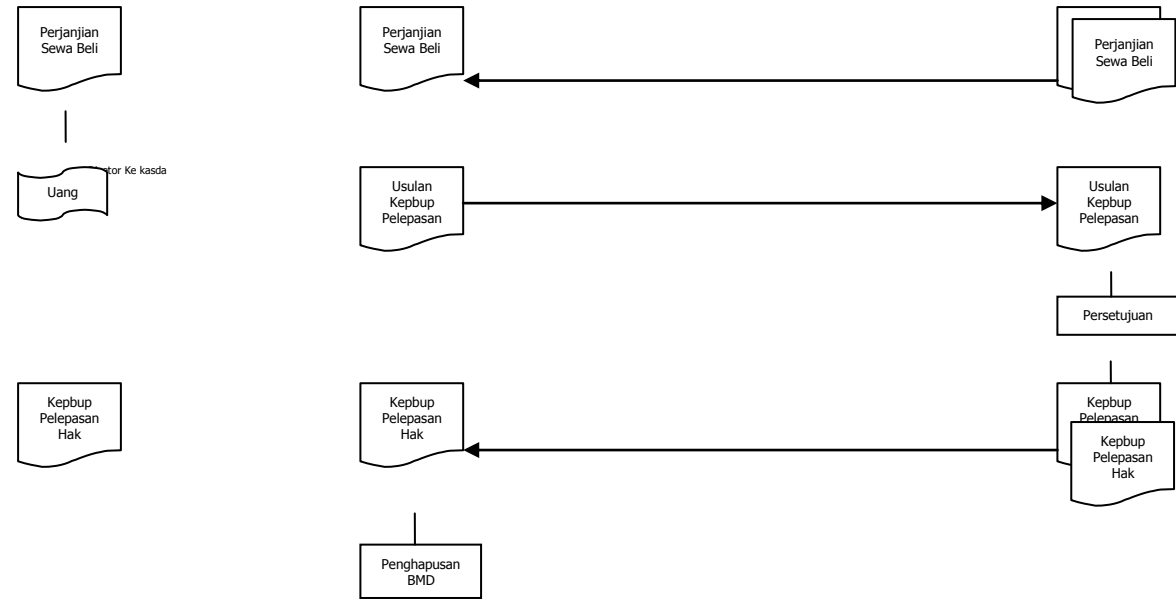 Perjanjian
Sewa Beli
Perjanjian
Sewa Beli
Perjanjian
Sewa Beli
Ke kasda
Uang
Usulan
Kepbup
Pelepasan
Usulan
Kepbup
Pelepasan
Persetujuan
Kepbup
Pelepasan
Hak
Kepbup
Pelepasan
Hak
Kepbup
Pelepasan
Kepbup
Pelepasan
Hak
Penghapusan
BMD